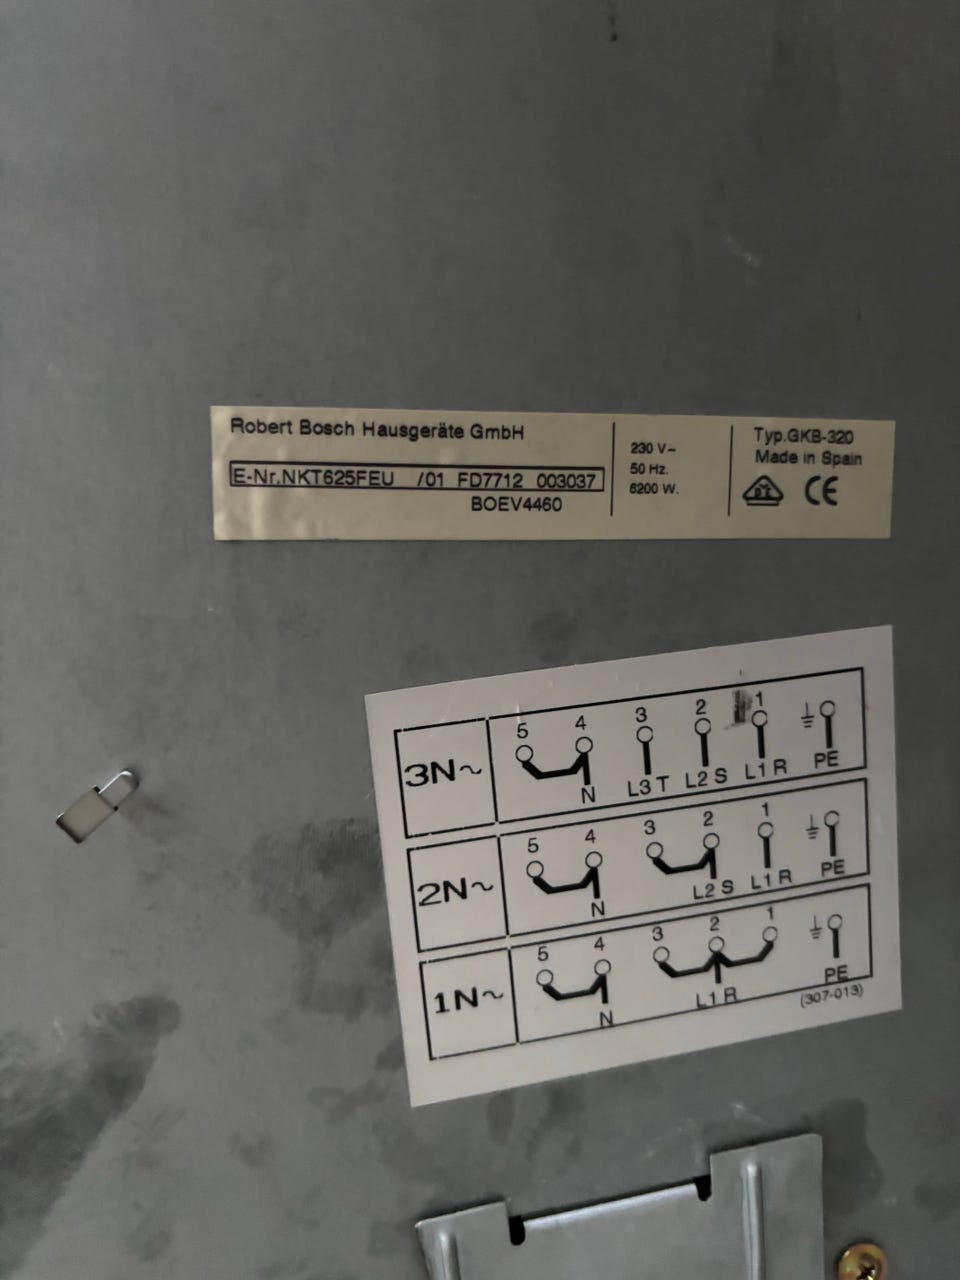 Robert Bosch Hausgeräte GmbH
E-Nr.NKT625FEU /01 FD7712 003037
BOEV4460
230 V~
50 Hz.
6200 W.
Typ.GKB-320
Made in Spain
CE
3N~
5 4 3 2 1
N L3 T L2 S L1 R PE
2N~
5 4 3 2 1
N L2 S L1 R PE
1N~
5 4 3 2 1
N L1 R PE
(307-013)